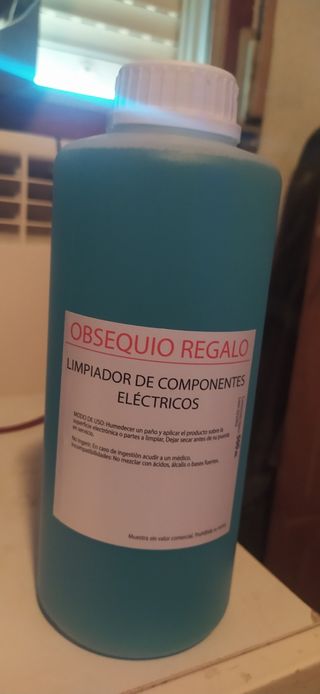 OBSEQUIO REGALO
LIMPIADOR DE COMPONENTES
ELÉCTRICOS
MODO DE USO: Humedecer un paño y aplicar el producto sobre la
superficie electrónica o partes a limpiar, Dejar secar antes de su puesta
en servicio.
No ingerir. En caso de ingestión acudir a un médico.
Incompatibilidades: No mezclar con ácidos, álcalis o bases fuertes.
Muestra sin valor comercial. Prohibida su venta